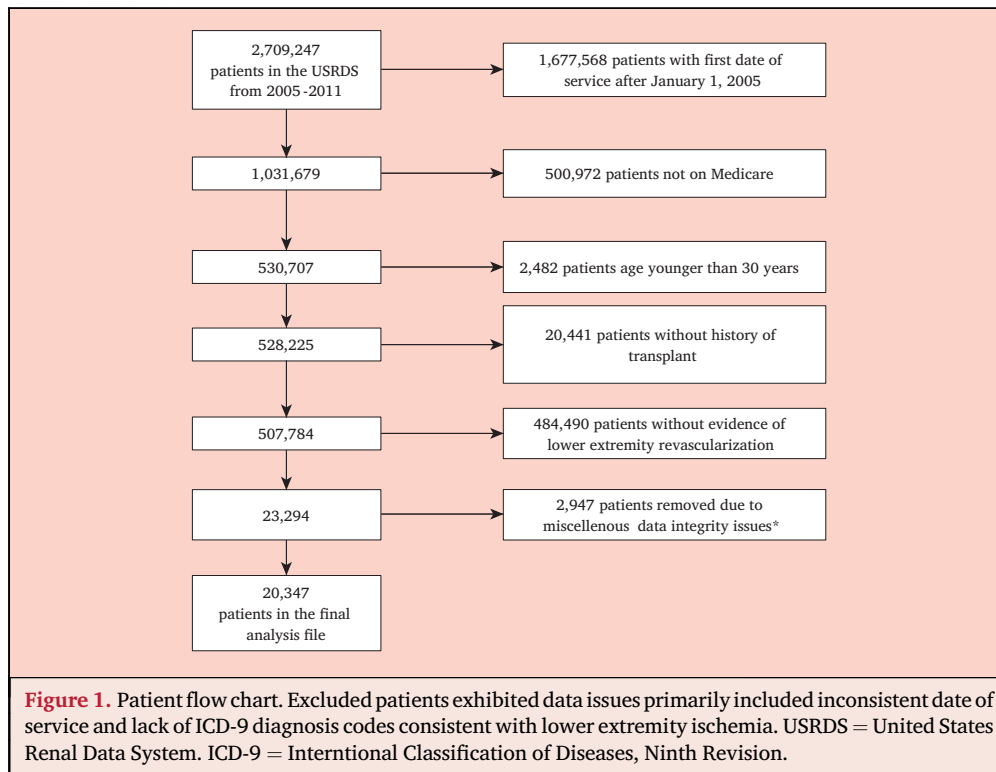 2,709,247
patients in the USRDS
from 2005-2011
1,677,568 patients with first date of
service after January 1, 2005
1,031,679
500,972 patients not on Medicare
530,707
2,482 patients age younger than 30 years
528,225
20,441 patients without history of
transplant
507,784
484,490 patients without evidence of
lower extremity revascularization
23,294
2,947 patients removed due to
miscellenous data integrity issues*
20,347
patients in the final
analysis file
Figure 1. Patient flow chart. Excluded patients exhibited data issues primarily included inconsistent date of
service and lack of ICD-9 diagnosis codes consistent with lower extremity ischemia. USRDS = United States
Renal Data System. ICD-9 = Interntional Classification of Diseases, Ninth Revision.